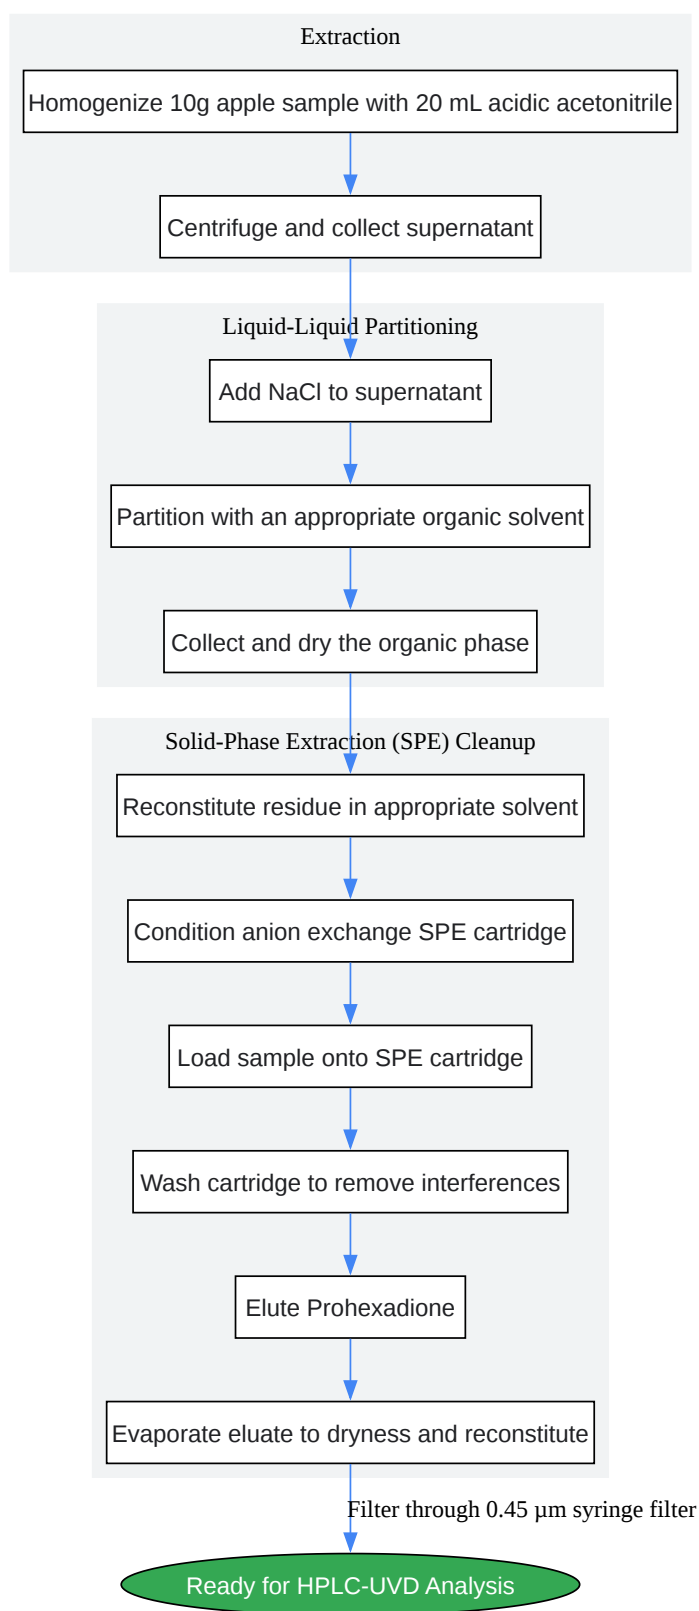 Extraction
Homogenize 10g apple sample with 20 mL acidic acetonitrile
Centrifuge and collect supernatant
Liquid-Liquid Partitioning
Add NaCl to supernatant
Partition with an appropriate organic solvent
Collect and dry the organic phase
Solid-Phase Extraction (SPE) Cleanup
Reconstitute residue in appropriate solvent
Condition anion exchange SPE cartridge
Load sample onto SPE cartridge
Wash cartridge to remove interferences
Elute Prohexadione
Evaporate eluate to dryness and reconstitute
Filter through 0.45 µm syringe filter
Ready for HPLC-UVD Analysis